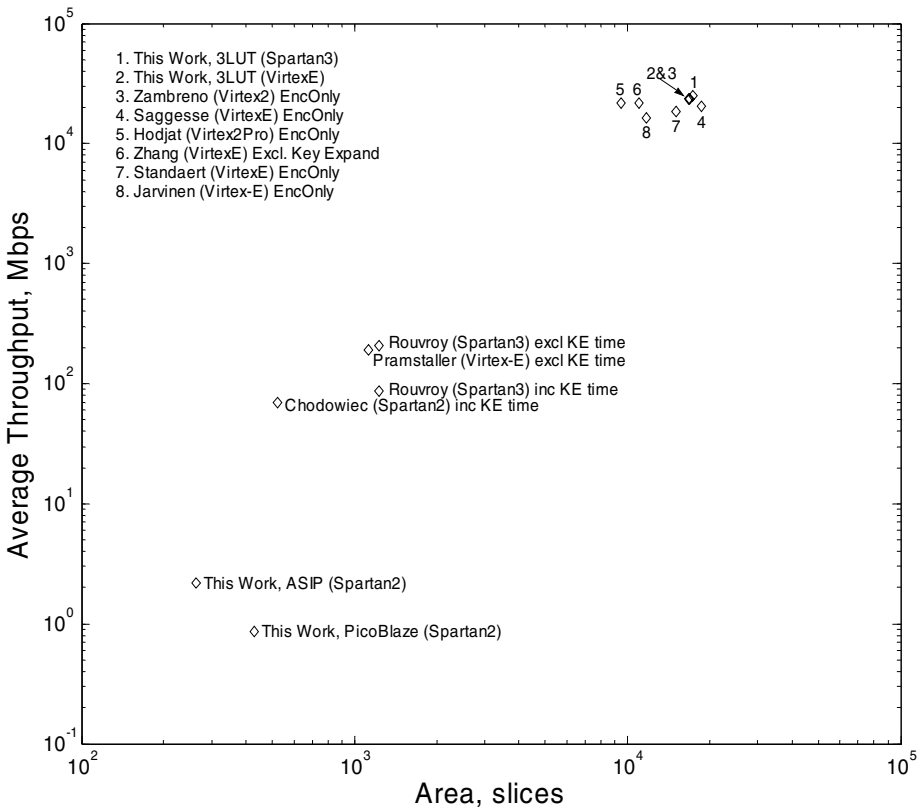 10^5
1. This Work, 3LUT (Spartan3)
2. This Work, 3LUT (VirtexE)
3. Zambreno (Virtex2) EncOnly
4. Saggesse (VirtexE) EncOnly
5. Hodjat (Virtex2Pro) EncOnly
6. Zhang (VirtexE) Excl. Key Expand
7. Standaert (VirtexE) EncOnly
8. Jarvinen (Virtex-E) EncOnly
2&3
5 6 1
8 7 4
10^4
10^3
Rouvroy (Spartan3) excl KE time
Pramstaller (Virtex-E) excl KE time
10^2
Rouvroy (Spartan3) inc KE time
Chodowiec (Spartan2) inc KE time
10^1
This Work, ASIP (Spartan2)
10^0
This Work, PicoBlaze (Spartan2)
10^-1
10^2 10^3 10^4 10^5
Area, slices
Average Throughput, Mbps